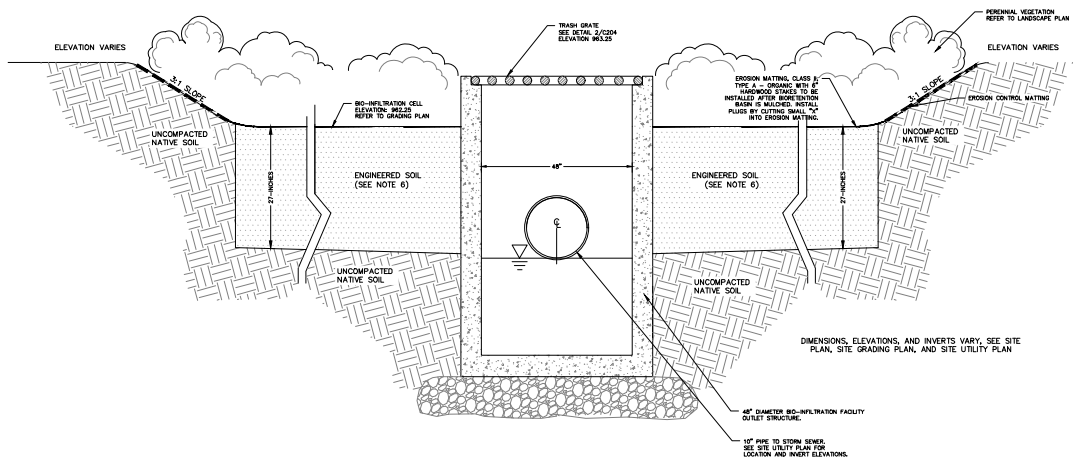 TRASH GRATE
SEE DETAIL 2/C204
ELEVATION 963.25
PERENNIAL VEGETATION
REFER TO LANDSCAPE PLAN
ELEVATION VARIES
ELEVATION VARIES
3:1 SLOPE
3:1 SLOPE
BIO-INFILTRATION CELL
ELEVATION: 962.25
REFER TO GRADING PLAN
EROSION MATTING, CLASS II,
TYPE A - ORGANIC WITH 6"
HARDWOOD STAKES TO BE
INSTALLED AFTER BIORETENTION
BASIN IS MULCHED. INSTALL
PLUGS BY CUTTING SMALL "X"
INTO EROSION MATTING.
EROSION CONTROL MATTING
UNCOMPACTED
NATIVE SOIL
UNCOMPACTED
NATIVE SOIL
27-INCHES
ENGINEERED SOIL
(SEE NOTE 6)
48"
ENGINEERED SOIL
(SEE NOTE 6)
27-INCHES
CL
UNCOMPACTED
NATIVE SOIL
UNCOMPACTED
NATIVE SOIL
DIMENSIONS, ELEVATIONS, AND INVERTS VARY, SEE SITE
PLAN, SITE GRADING PLAN, AND SITE UTILITY PLAN
48" DIAMETER BIO-INFILTRATION FACILITY
OUTLET STRUCTURE.
10" PIPE TO STORM SEWER.
SEE SITE UTILITY PLAN FOR
LOCATION AND INVERT ELEVATIONS.